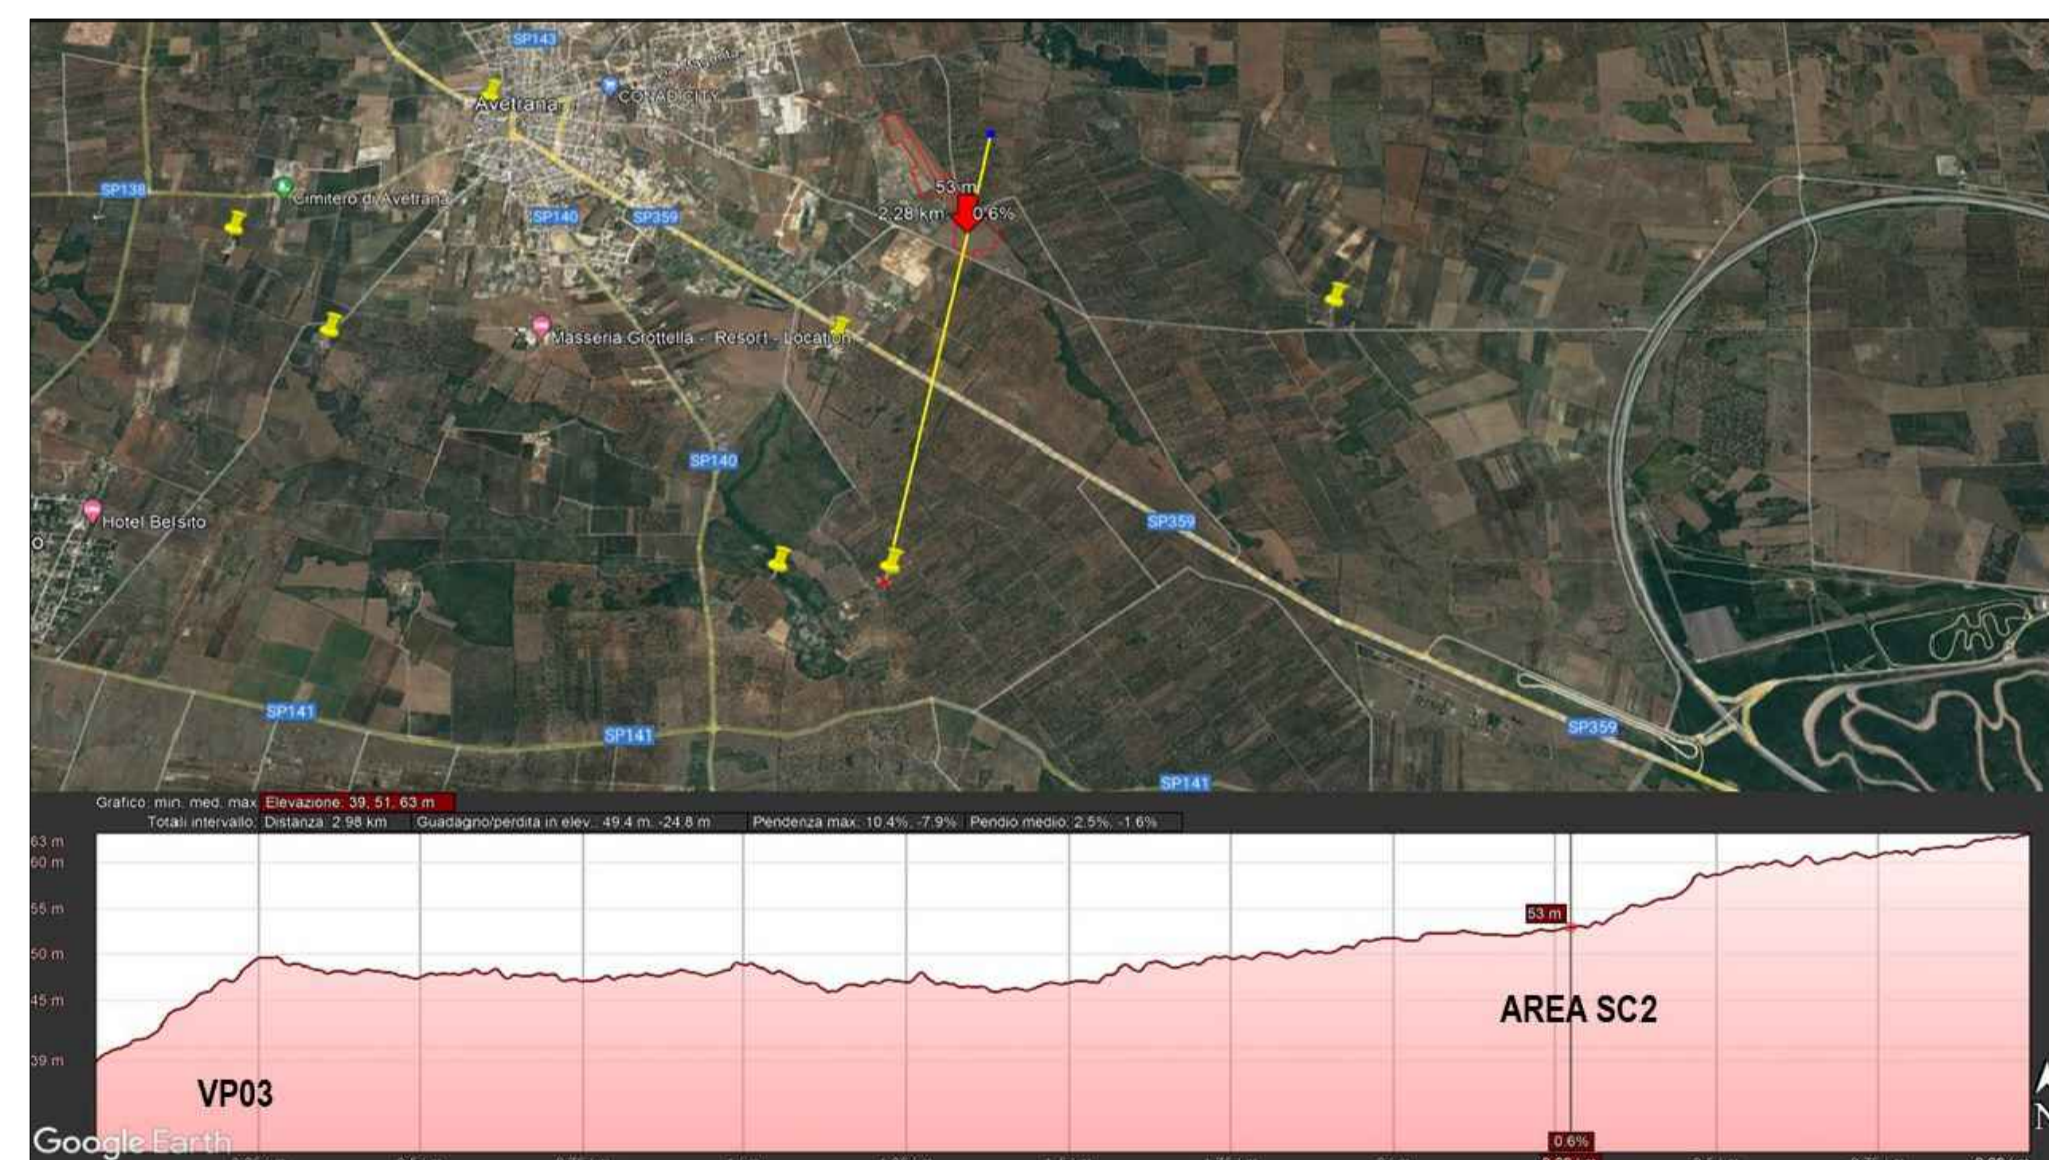 SP143
Avetrana
CONAD CITY
SP138
Cimitero di Avetrana
53 m
2,28 km
0.6%
SP140
SP359
Masseria Grottella - Resort - Location
SP140
Hotel Belsito
SP359
SP141
SP141
SP359
SP141
Grafico: min. med. max Elevazione: 39, 51, 63 m
Totali intervallo: Distanza: 2.98 km Guadagno/perdita in elev.: 49.4 m. -24.8 m Pendenza max: 10.4%, -7.9% Pendio medio: 2.5%, -1.6%
63 m
60 m
55 m
53 m
50 m
45 m
AREA SC2
39 m
VP03
N
Google Earth
0.6%